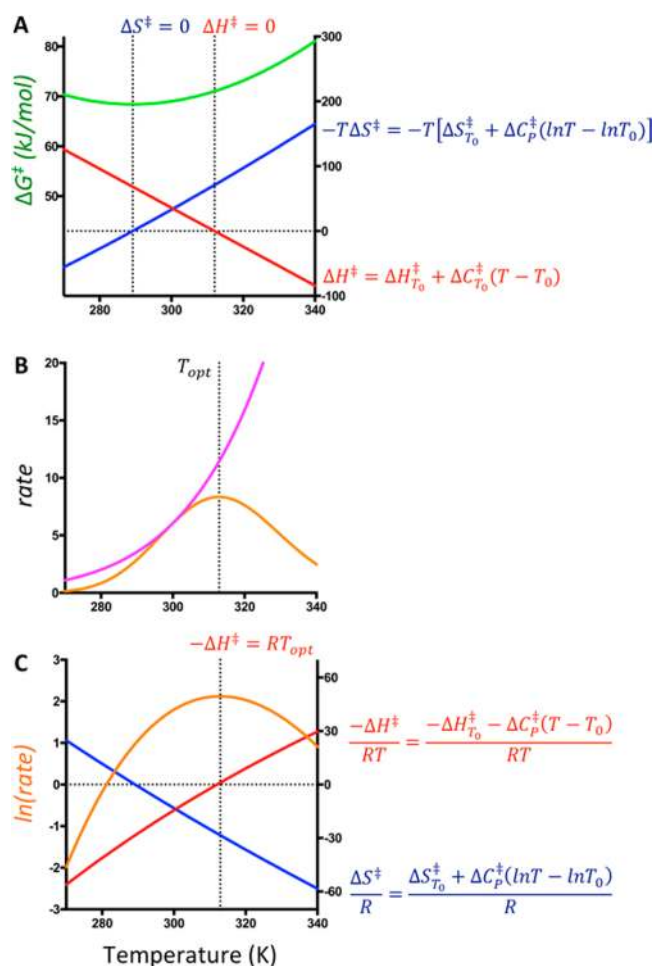 A
ΔS‡ = 0
ΔH‡ = 0
80
70
60
50
ΔG‡ (kJ/mol)
300
200
100
0
-100
280
300
320
340
−TΔS‡ = −T[ΔS‡T₀ + ΔC‡P(lnT − lnT₀)]
ΔH‡ = ΔH‡T₀ + ΔC‡T₀(T − T₀)
B
Topt
20
15
10
5
0
rate
280
300
320
340
C
−ΔH‡ = RTopt
3
2
1
0
-1
-2
-3
ln(rate)
60
30
0
-30
-60
280
300
320
340
Temperature (K)
−ΔH‡/RT = −ΔH‡T₀ − ΔC‡P(T − T₀)/RT
ΔS‡/R = ΔS‡T₀ + ΔC‡P(lnT − lnT₀)/R